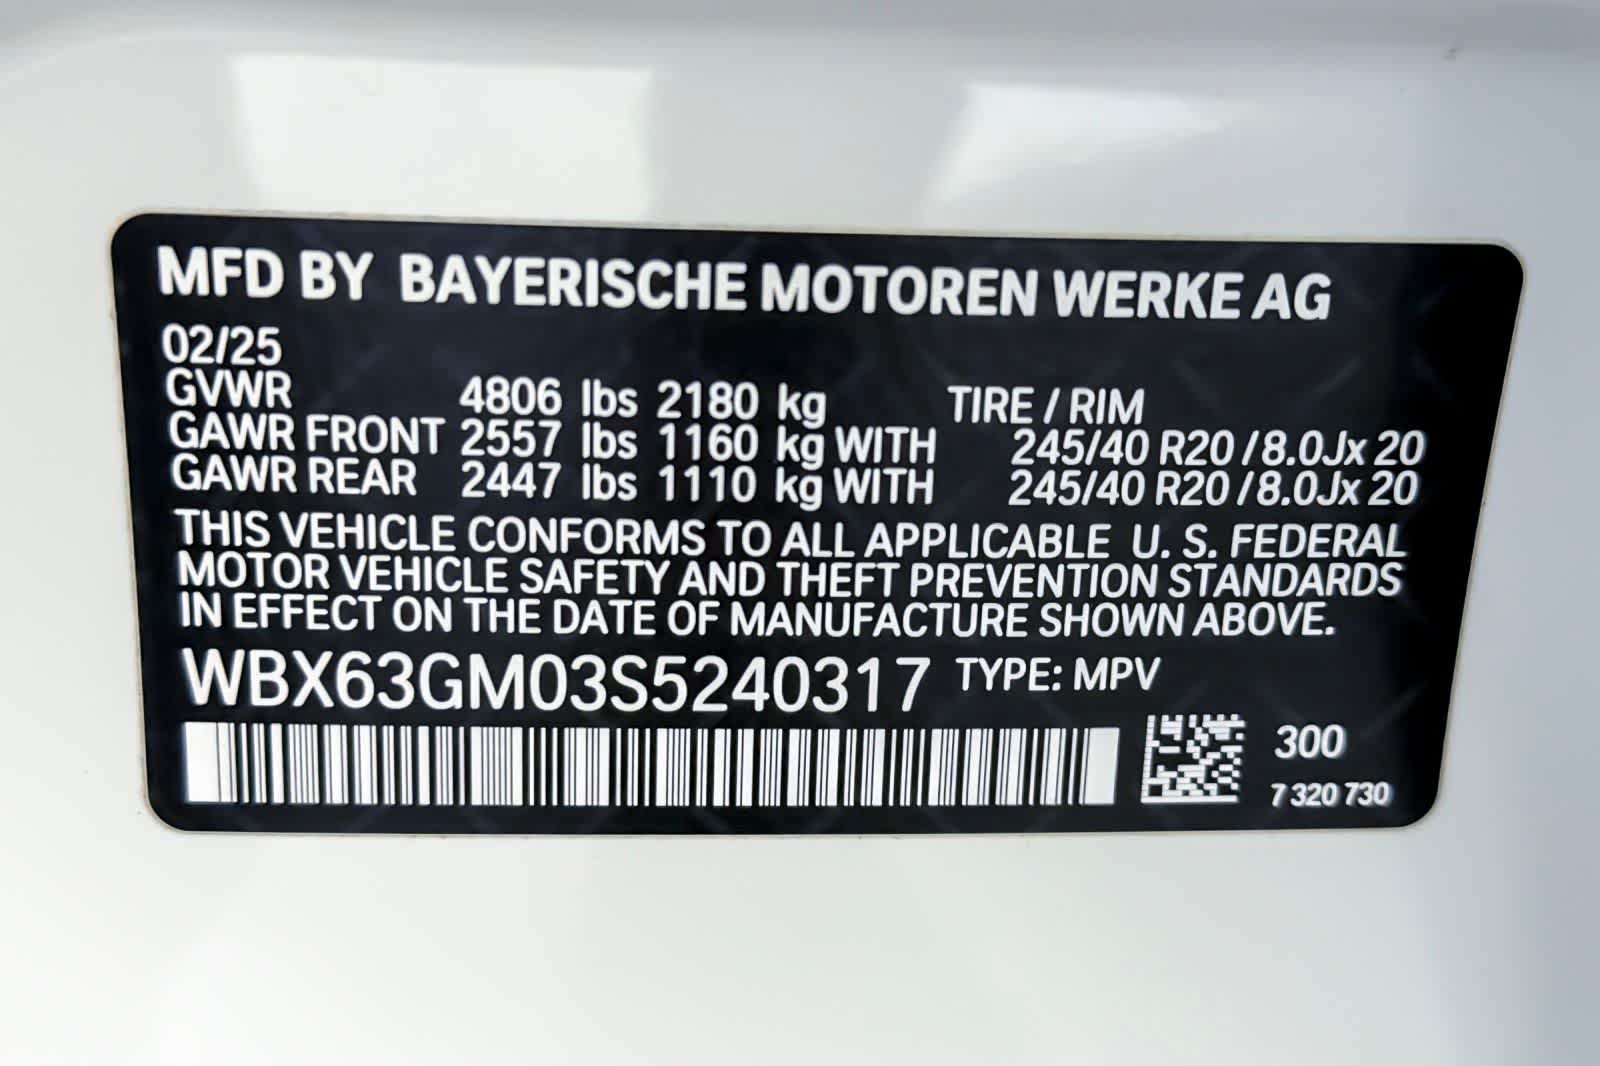 MFD BY BAYERISCHE MOTOREN WERKE AG
02/25
GVWR 4806 lbs 2180 kg TIRE / RIM
GAWR FRONT 2557 lbs 1160 kg WITH 245/40 R20 / 8.0Jx 20
GAWR REAR 2447 lbs 1110 kg WITH 245/40 R20 / 8.0Jx 20
THIS VEHICLE CONFORMS TO ALL APPLICABLE U. S. FEDERAL
MOTOR VEHICLE SAFETY AND THEFT PREVENTION STANDARDS
IN EFFECT ON THE DATE OF MANUFACTURE SHOWN ABOVE.
WBX63GM03S5240317 TYPE: MPV
300
7 320 730